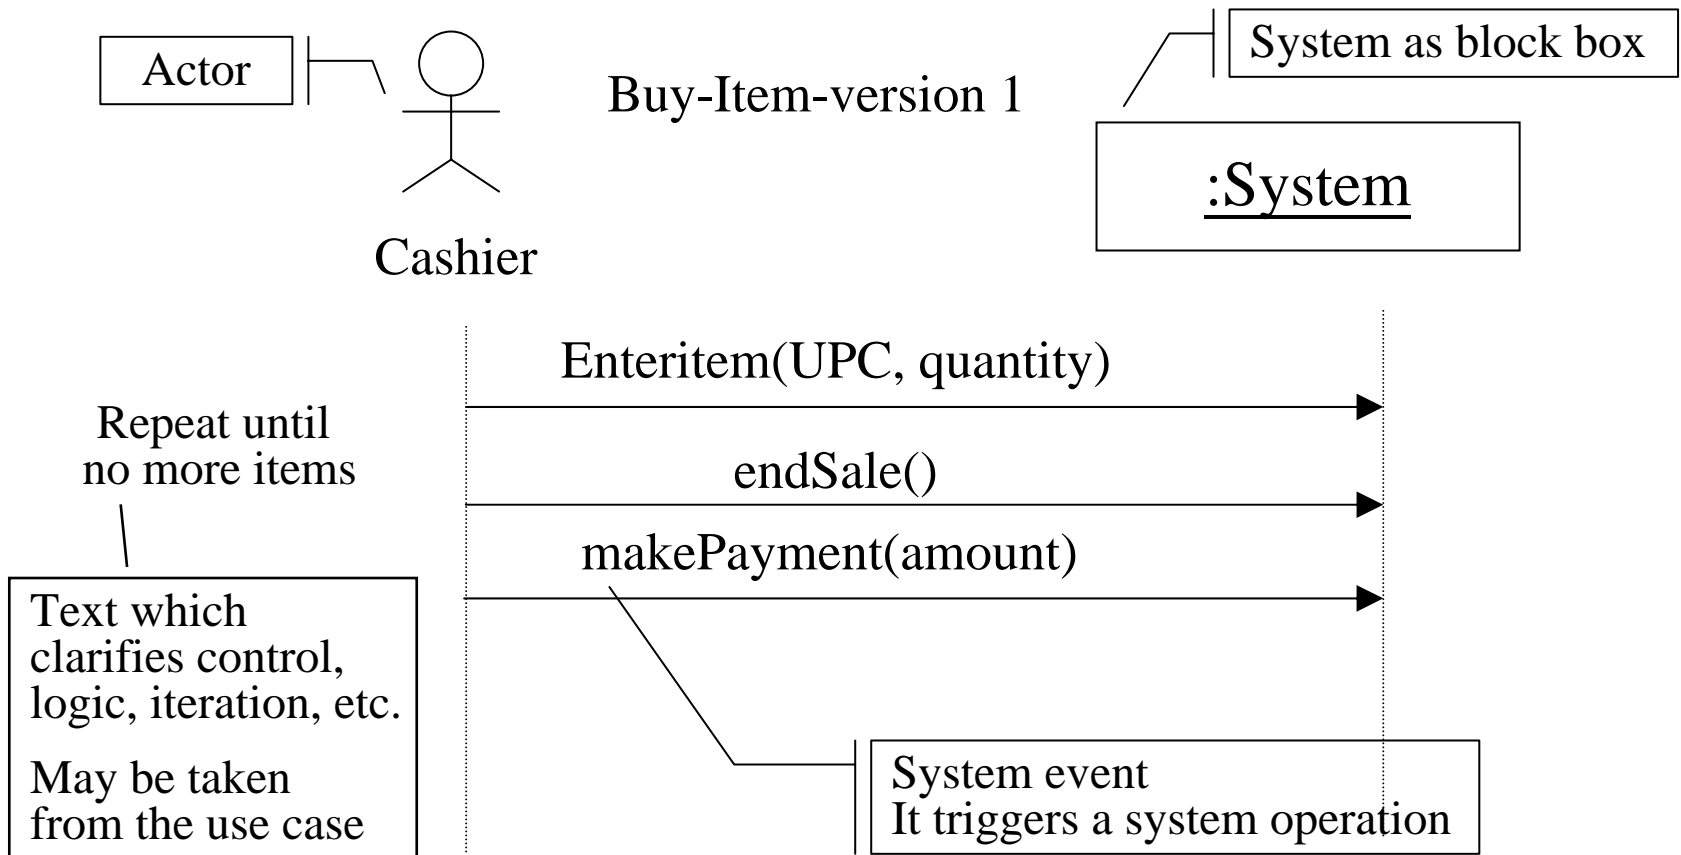 Actor
Buy-Item-version 1
System as block box
:System
Cashier
Enteritem(UPC, quantity)
Repeat until
no more items
endSale()
makePayment(amount)
Text which
clarifies control,
logic, iteration, etc.
May be taken
from the use case
System event
It triggers a system operation